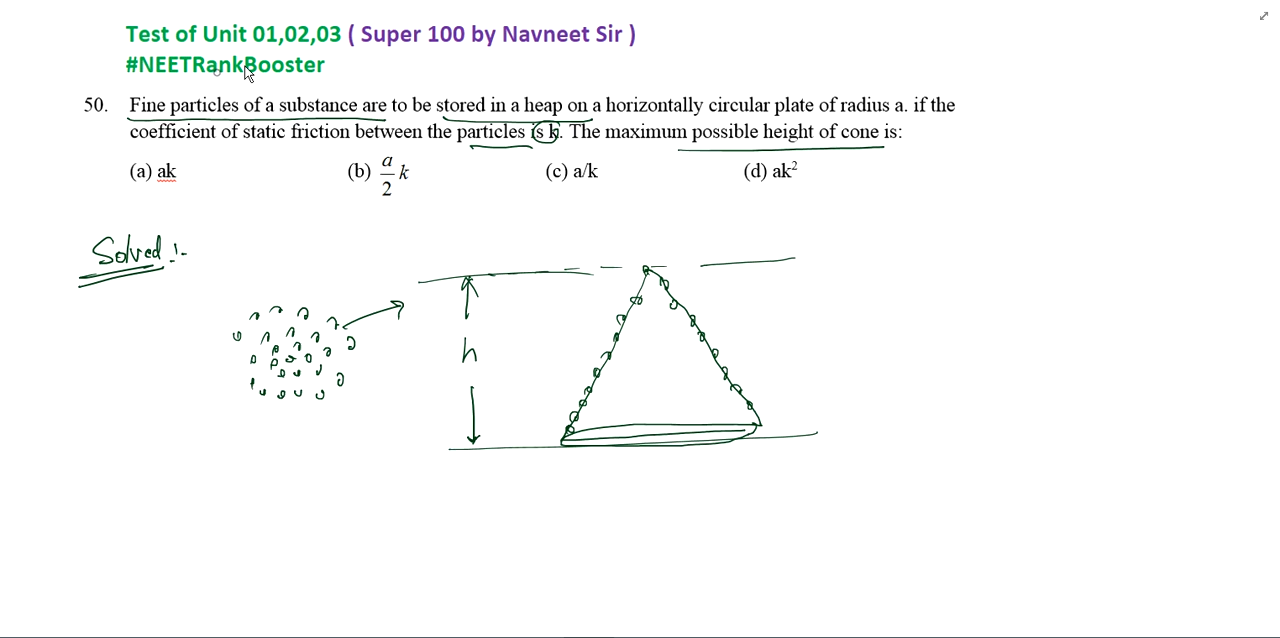 Test of Unit 01,02,03 ( Super 100 by Navneet Sir )
#NEETRankBooster
50. Fine particles of a substance are to be stored in a heap on a horizontally circular plate of radius a. if the
coefficient of static friction between the particles is k. The maximum possible height of cone is:
(a) ak (b) a/2 k (c) a/k (d) ak²
Solved :-
h